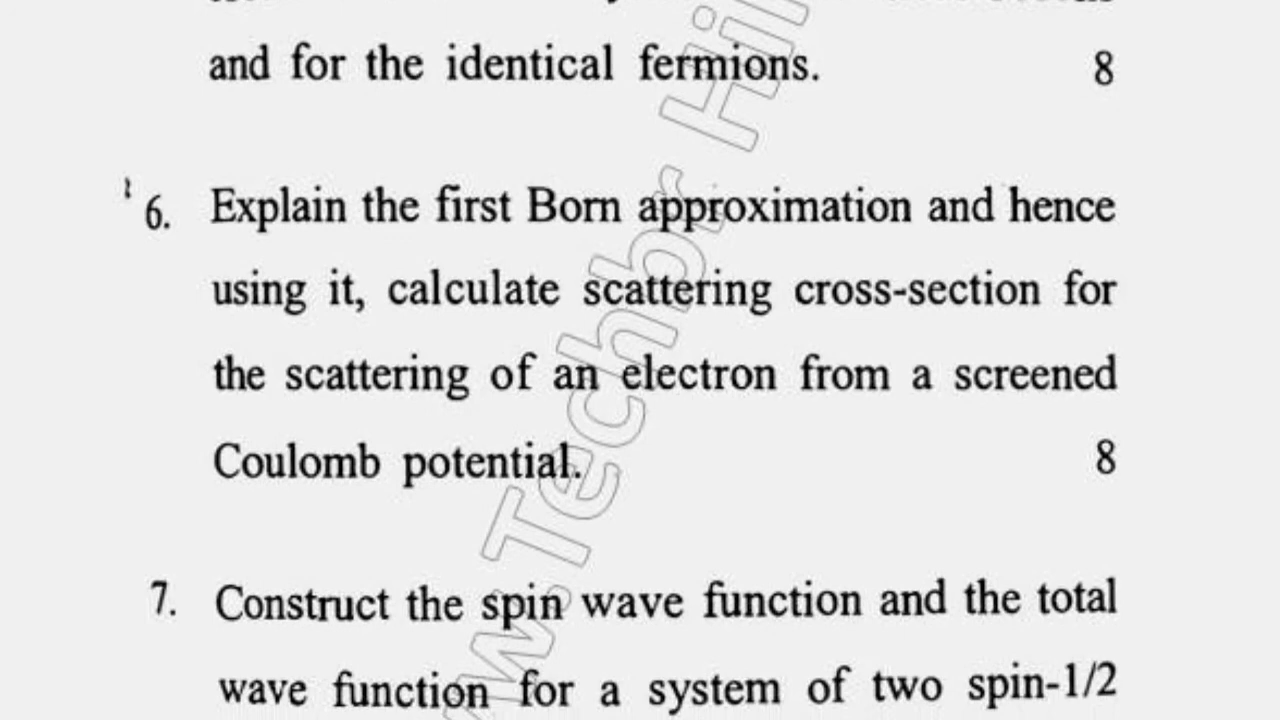 and for the identical fermions. 8
6. Explain the first Born approximation and hence
using it, calculate scattering cross-section for
the scattering of an electron from a screened
Coulomb potential. 8
7. Construct the spin wave function and the total
wave function for a system of two spin-1/2